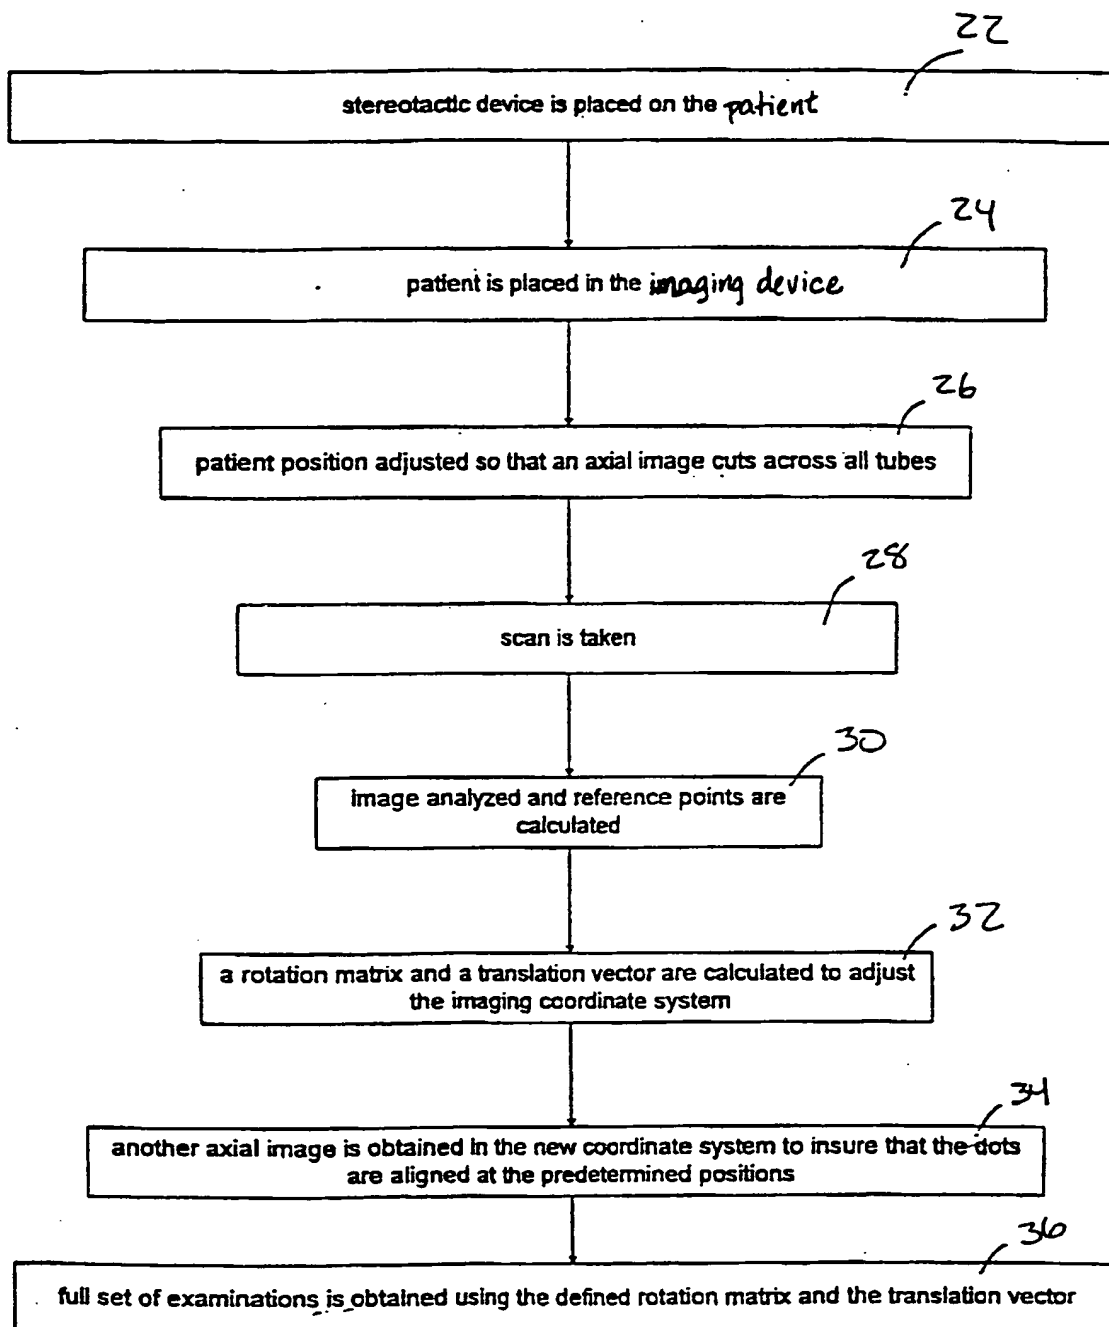 22
stereotactic device is placed on the patient
24
patient is placed in the imaging device
26
patient position adjusted so that an axial image cuts across all tubes
28
scan is taken
30
image analyzed and reference points are
calculated
32
a rotation matrix and a translation vector are calculated to adjust
the imaging coordinate system
34
another axial image is obtained in the new coordinate system to insure that the dots
are aligned at the predetermined positions
36
full set of examinations is obtained using the defined rotation matrix and the translation vector